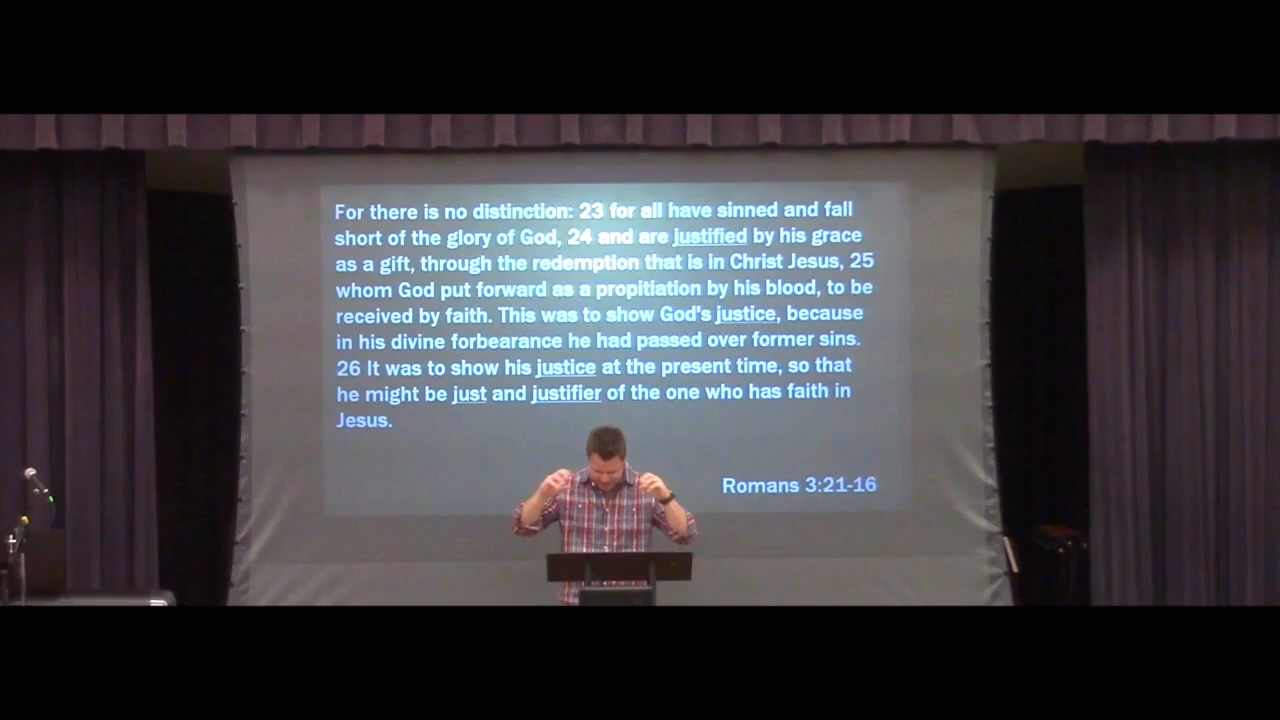 For there is no distinction: 23 for all have sinned and fall
short of the glory of God, 24 and are justified by his grace
as a gift, through the redemption that is in Christ Jesus, 25
whom God put forward as a propitiation by his blood, to be
received by faith. This was to show God's justice, because
in his divine forbearance he had passed over former sins.
26 It was to show his justice at the present time, so that
he might be just and justifier of the one who has faith in
Jesus.
Romans 3:21-16